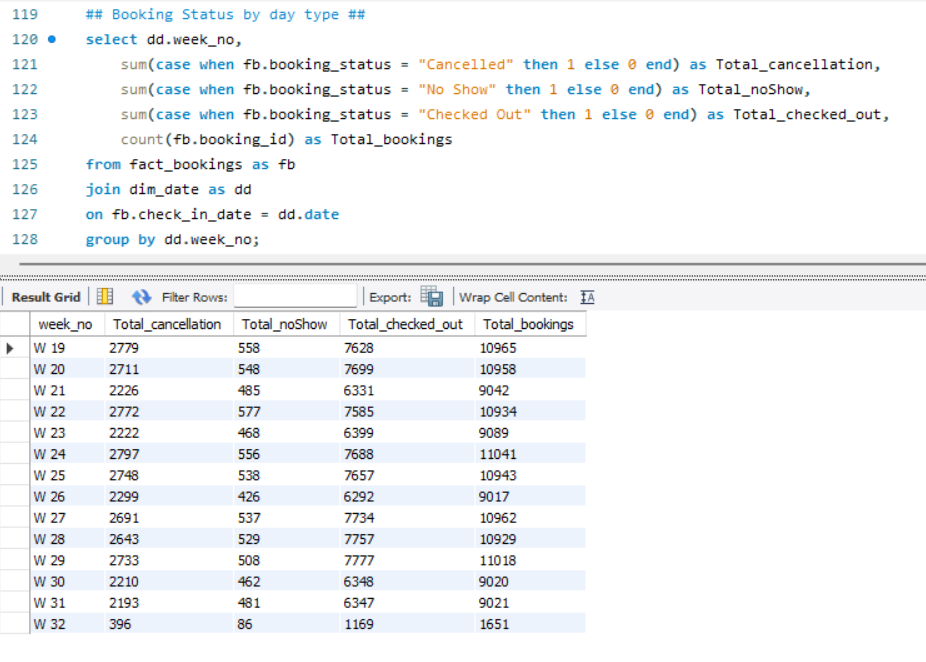 119 ## Booking Status by day type ##
120 select dd.week_no,
121 sum(case when fb.booking_status = "Cancelled" then 1 else 0 end) as Total_cancellation,
122 sum(case when fb.booking_status = "No Show" then 1 else 0 end) as Total_noShow,
123 sum(case when fb.booking_status = "Checked Out" then 1 else 0 end) as Total_checked_out,
124 count(fb.booking_id) as Total_bookings
125 from fact_bookings as fb
126 join dim_date as dd
127 on fb.check_in_date = dd.date
128 group by dd.week_no;
Result Grid Filter Rows: Export: Wrap Cell Content: IA
week_no Total_cancellation Total_noShow Total_checked_out Total_bookings
W 19 2779 558 7628 10965
W 20 2711 548 7699 10958
W 21 2226 485 6331 9042
W 22 2772 577 7585 10934
W 23 2222 468 6399 9089
W 24 2797 556 7688 11041
W 25 2748 538 7657 10943
W 26 2299 426 6292 9017
W 27 2691 537 7734 10962
W 28 2643 529 7757 10929
W 29 2733 508 7777 11018
W 30 2210 462 6348 9020
W 31 2193 481 6347 9021
W 32 396 86 1169 1651